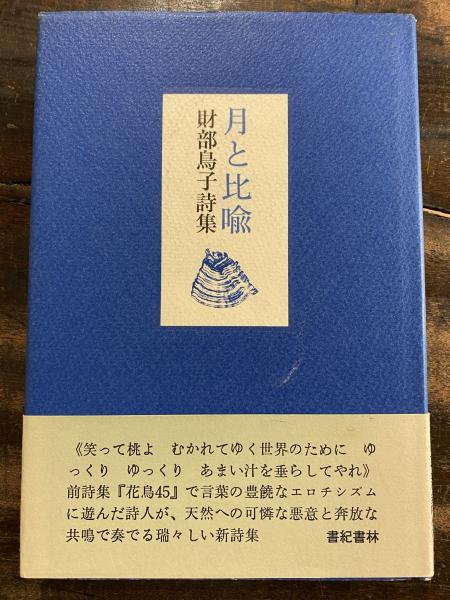 月と比喩
財部鳥子詩集
《笑って桃よ　むかれてゆく世界のために　ゆ
っくり　ゆっくり　あまい汁を垂らしてやれ》
前詩集『花鳥45』で言葉の豊饒なエロチシズム
に遊んだ詩人が、天然への可憐な悪意と奔放な
共鳴で奏でる瑞々しい新詩集　書紀書林